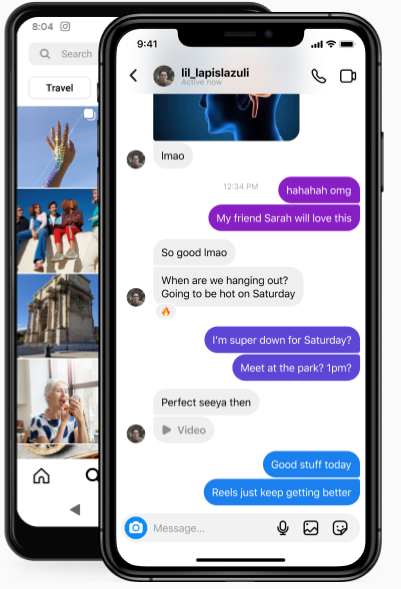 8:04
Search
Travel
9:41
lil_lapislazuli
Active now
lmao
12:34 PM
hahahah omg
My friend Sarah will love this
So good lmao
When are we hanging out?
Going to be hot on Saturday
I'm super down for Saturday?
Meet at the park? 1pm?
Perfect seeya then
Video
Good stuff today
Reels just keep getting better
Message...